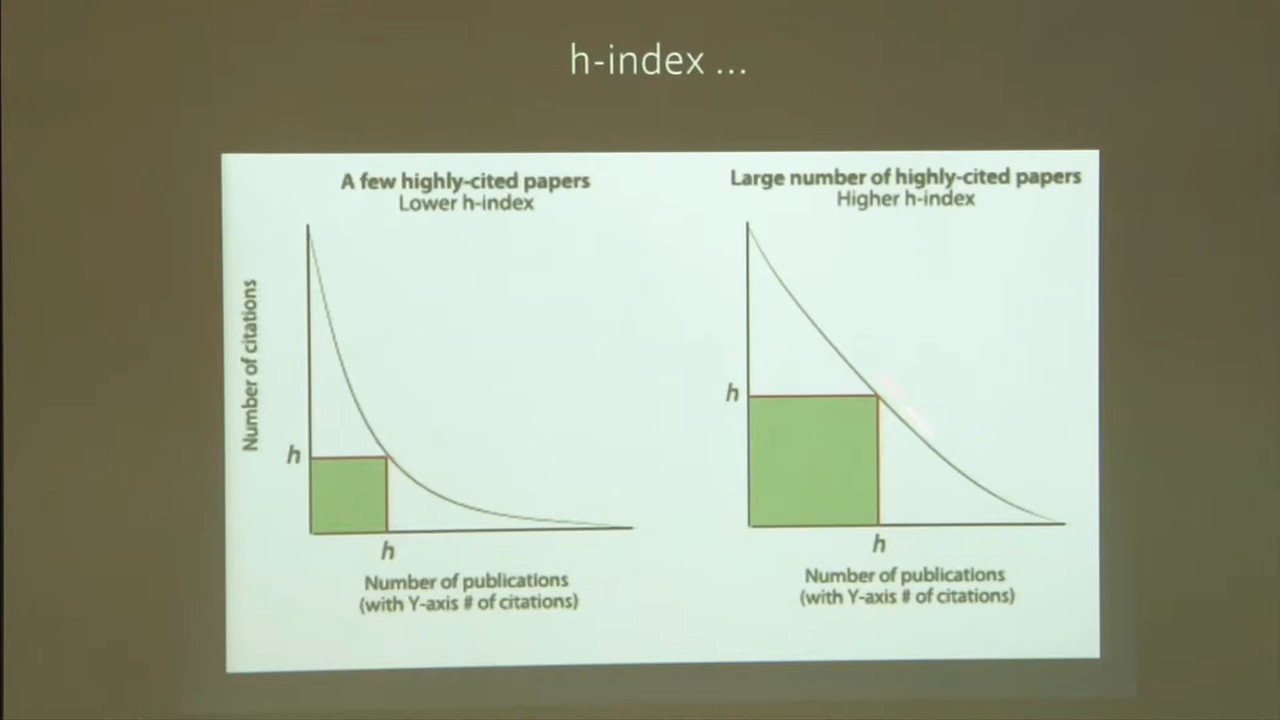 h-index ...
A few highly-cited papers
Lower h-index
Number of citations
h
h
Number of publications
(with Y-axis # of citations)
Large number of highly-cited papers
Higher h-index
h
h
Number of publications
(with Y-axis # of citations)